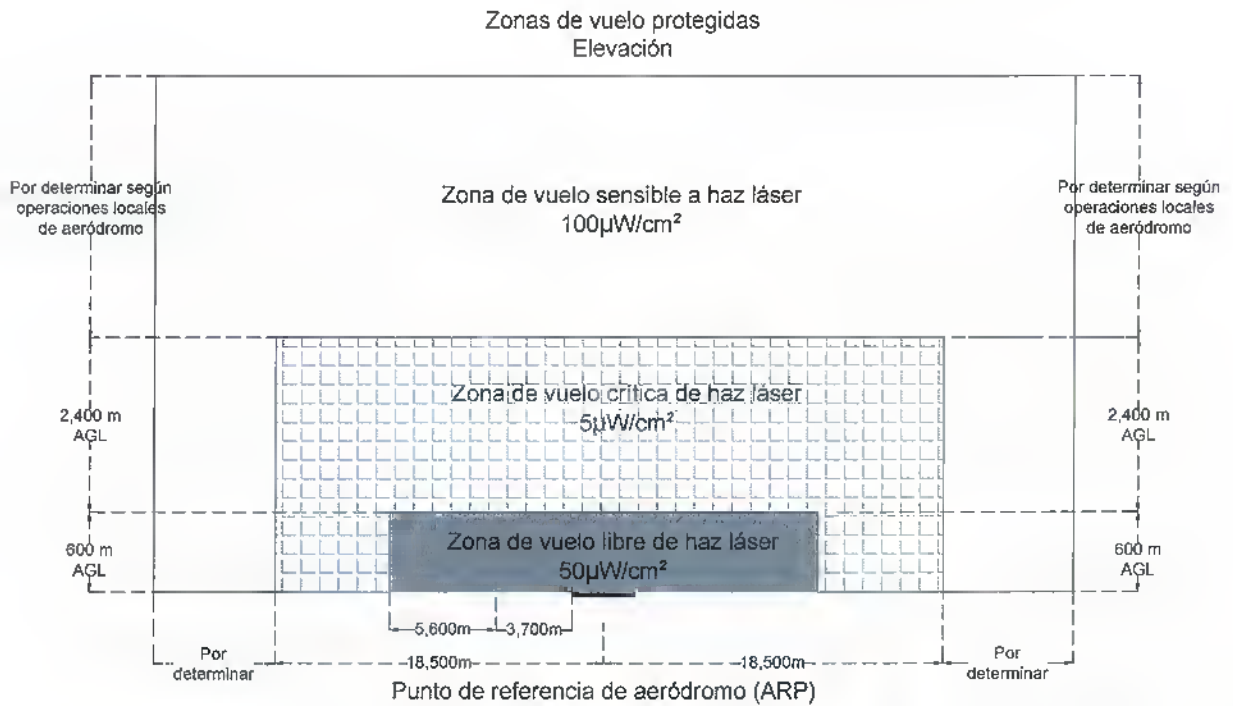 Zonas de vuelo protegidas
Elevación
Por determinar según
operaciones locales
de aeródromo
Zona de vuelo sensible a haz láser
100µW/cm²
Por determinar según
operaciones locales
de aeródromo
2,400 m
AGL
Zona de vuelo crítica de haz láser
5µW/cm²
2,400 m
AGL
600 m
AGL
Zona de vuelo libre de haz láser
50µW/cm²
600 m
AGL
5,600m
3,700m
Por
determinar
18,500m
18,500m
Por
determinar
Punto de referencia de aeródromo (ARP)